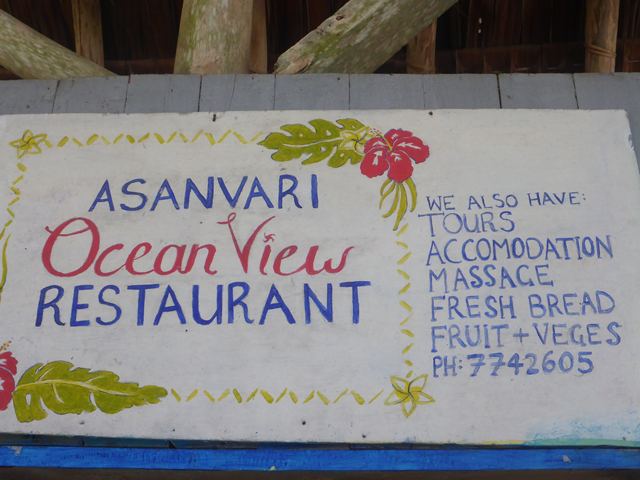 ASANVARI
Ocean View
RESTAURANT
WE ALSO HAVE:
TOURS
ACCOMODATION
MASSAGE
FRESH BREAD
FRUIT + VEGES
PH: 7742605